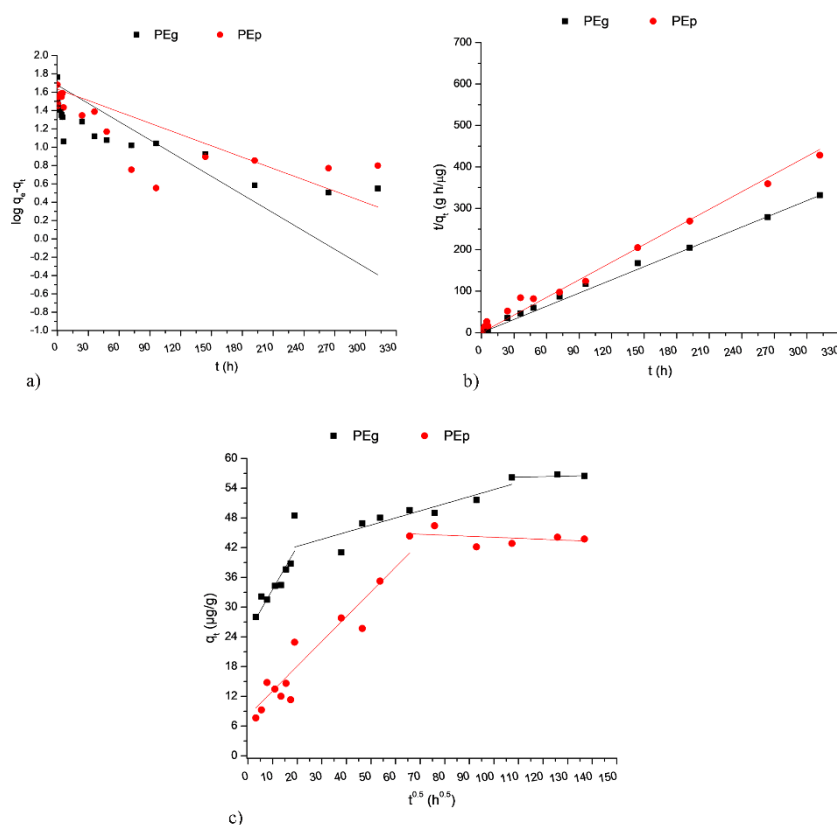 PEg PEp
2.0
1.8
1.6
1.4
1.2
1.0
0.8
0.6
0.4
0.2
0.0
-0.2
-0.4
-0.6
-0.8
-1.0
log qₑ-qₜ
0 30 60 90 120 150 180 210 240 270 300 330
t (h)
a)
PEg PEp
700
600
500
400
300
200
100
0
t/qₜ (g h/µg)
0 30 60 90 120 150 180 210 240 270 300 330
t (h)
b)
PEg PEp
60
54
48
42
36
30
24
18
12
6
0
qₜ (µg/g)
0 10 20 30 40 50 60 70 80 90 100 110 120 130 140 150
t⁰·⁵ (h⁰·⁵)
c)